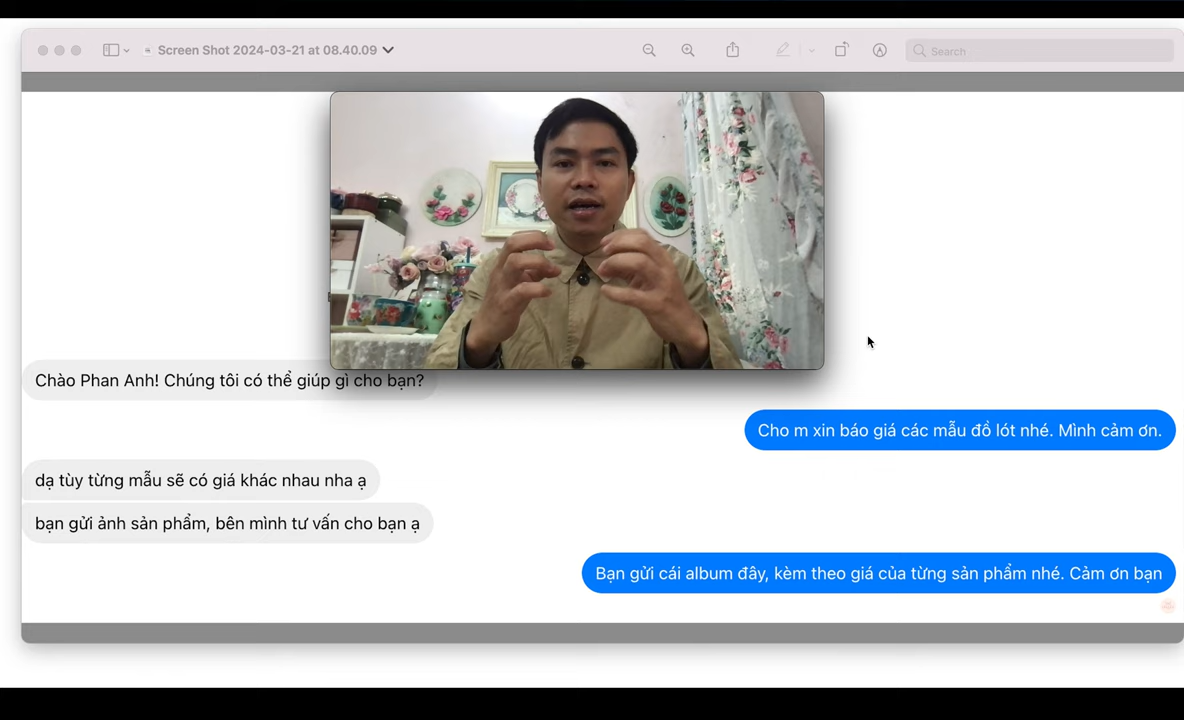 Screen Shot 2024-03-21 at 08.40.09
Search
Chào Phan Anh! Chúng tôi có thể giúp gì cho bạn?
Cho m xin báo giá các mẫu đồ lót nhé. Mình cảm ơn.
dạ tùy từng mẫu sẽ có giá khác nhau nha ạ
bạn gửi ảnh sản phẩm, bên mình tư vấn cho bạn ạ
Bạn gửi cái album đây, kèm theo giá của từng sản phẩm nhé. Cảm ơn bạn